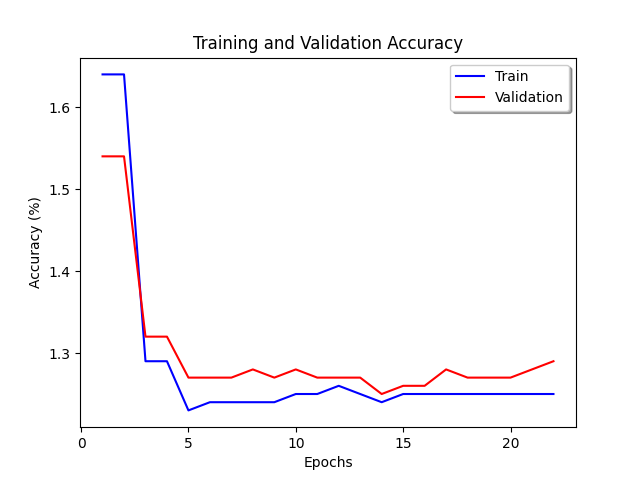 Training and Validation Accuracy
Train
Validation
Accuracy (%)
1.6
1.5
1.4
1.3
0 5 10 15 20
Epochs